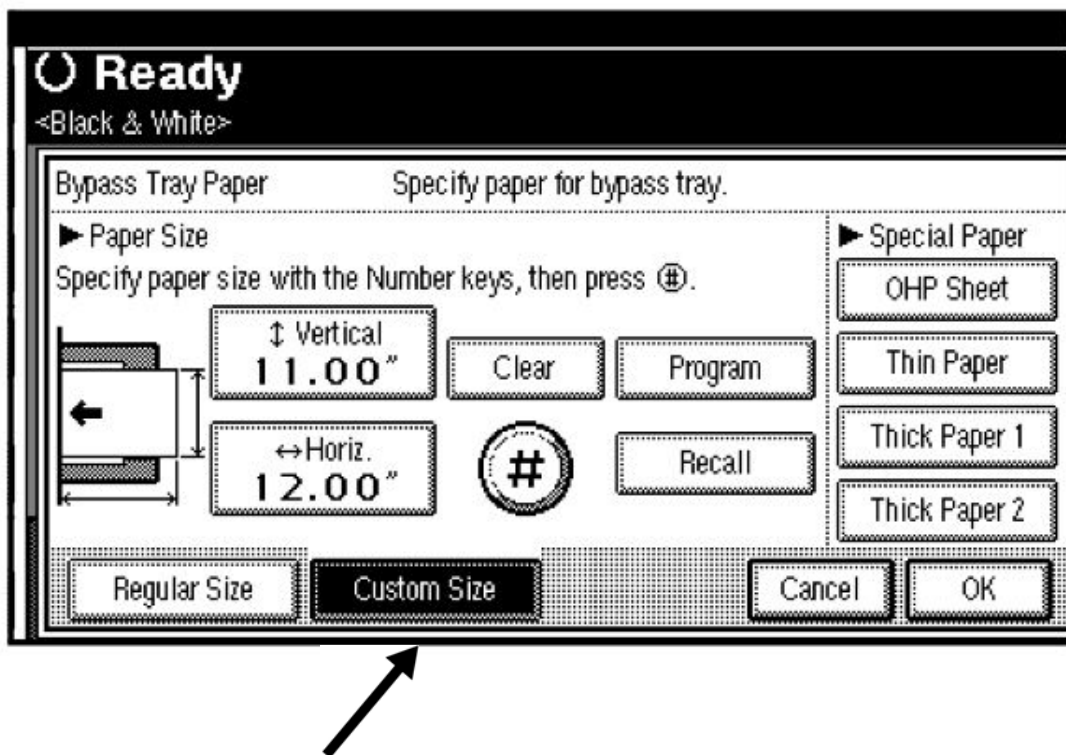 Ready
<Black & White>
Bypass Tray Paper Specify paper for bypass tray.
► Paper Size
Specify paper size with the Number keys, then press #.
↕ Vertical
11.00"
Clear
Program
↔Horiz.
12.00"
#
Recall
► Special Paper
OHP Sheet
Thin Paper
Thick Paper 1
Thick Paper 2
Regular Size
Custom Size
Cancel
OK